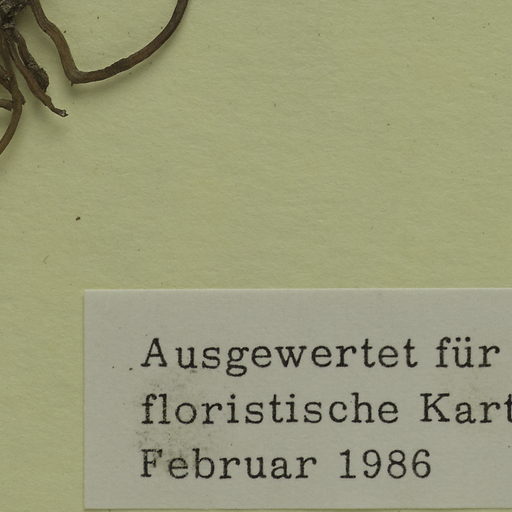 Ausgewertet für
floristische Kart
Februar 1986